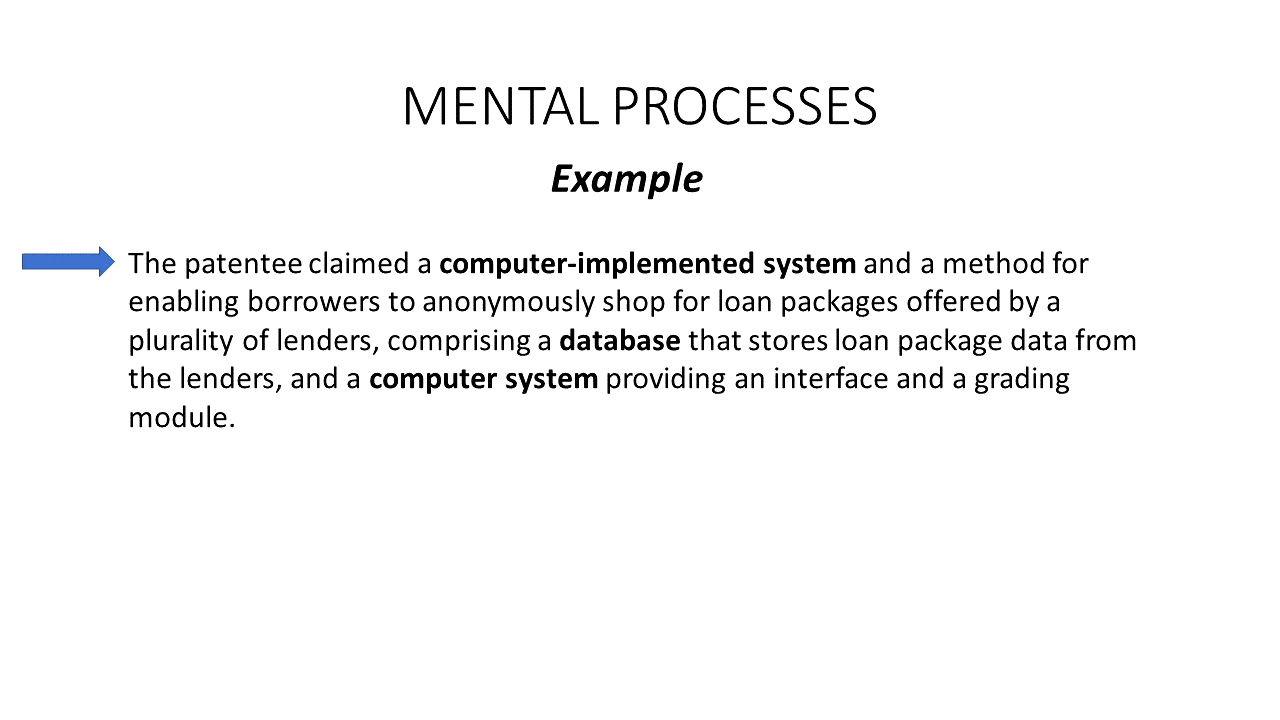 MENTAL PROCESSES
Example
The patentee claimed a computer-implemented system and a method for
enabling borrowers to anonymously shop for loan packages offered by a
plurality of lenders, comprising a database that stores loan package data from
the lenders, and a computer system providing an interface and a grading
module.